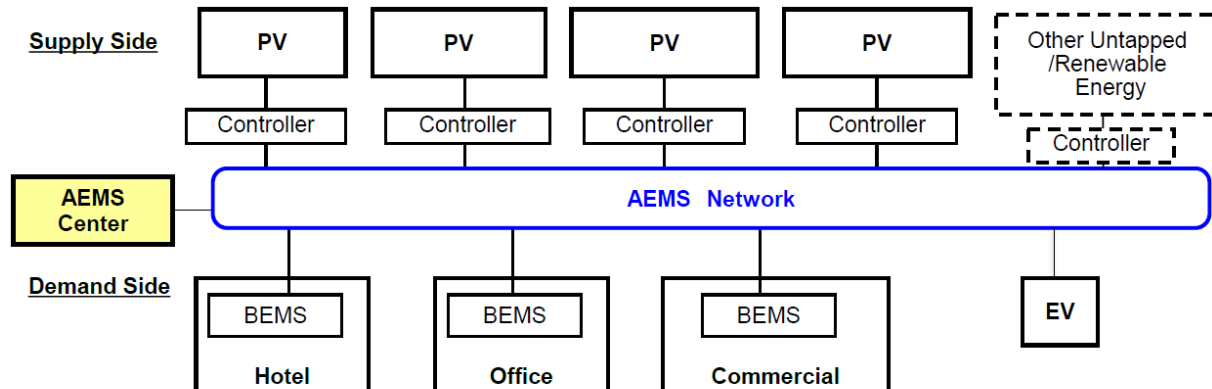 Supply Side
PV
PV
PV
PV
Other Untapped
/Renewable
Energy
Controller
Controller
Controller
Controller
Controller
AEMS
Center
AEMS Network
Demand Side
BEMS
BEMS
BEMS
EV
Hotel
Office
Commercial